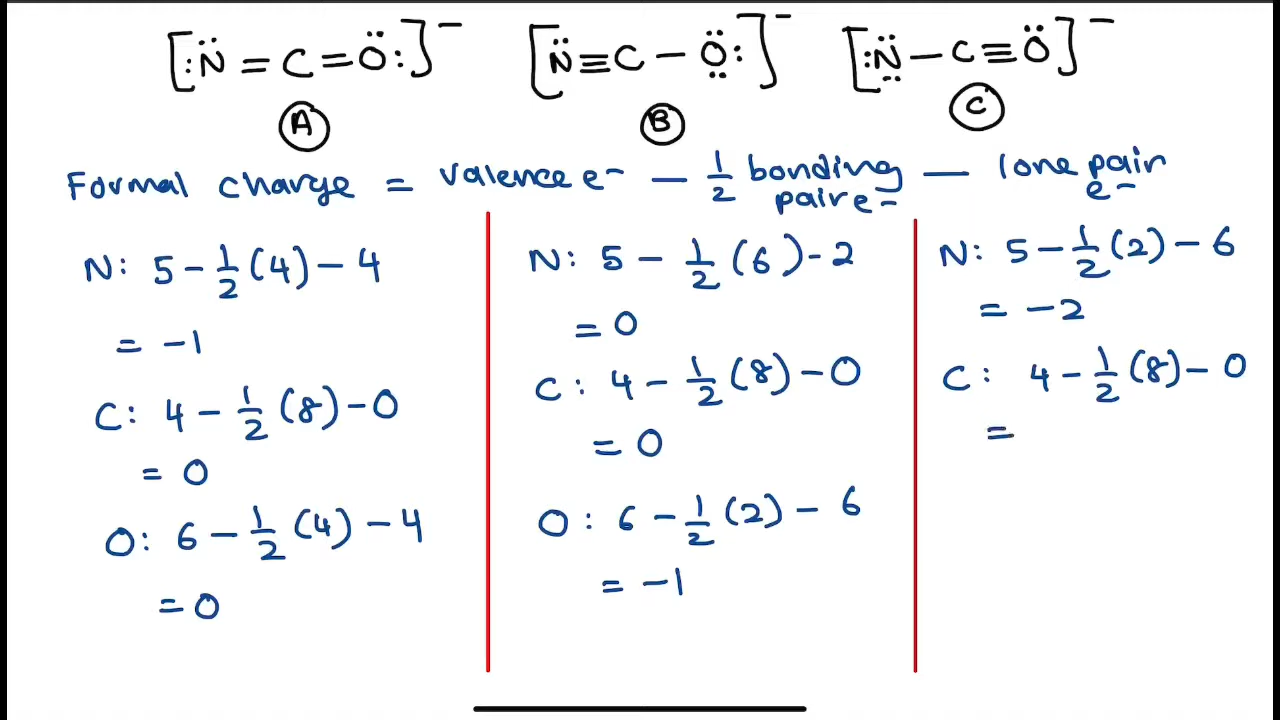 [:N̈ = C = Ö:]⁻ [N̈ ≡ C − Ö̤:]⁻ [:N̤̈ − C ≡ Ö]⁻
A B C
Formal charge = valence e⁻ − 1/2 bonding pair e⁻ − lone pair e⁻
N: 5 − 1/2 (4) − 4
= −1
C: 4 − 1/2 (8) − 0
= 0
O: 6 − 1/2 (4) − 4
= 0
N: 5 − 1/2 (6) − 2
= 0
C: 4 − 1/2 (8) − 0
= 0
O: 6 − 1/2 (2) − 6
= −1
N: 5 − 1/2 (2) − 6
= −2
C: 4 − 1/2 (8) − 0
=